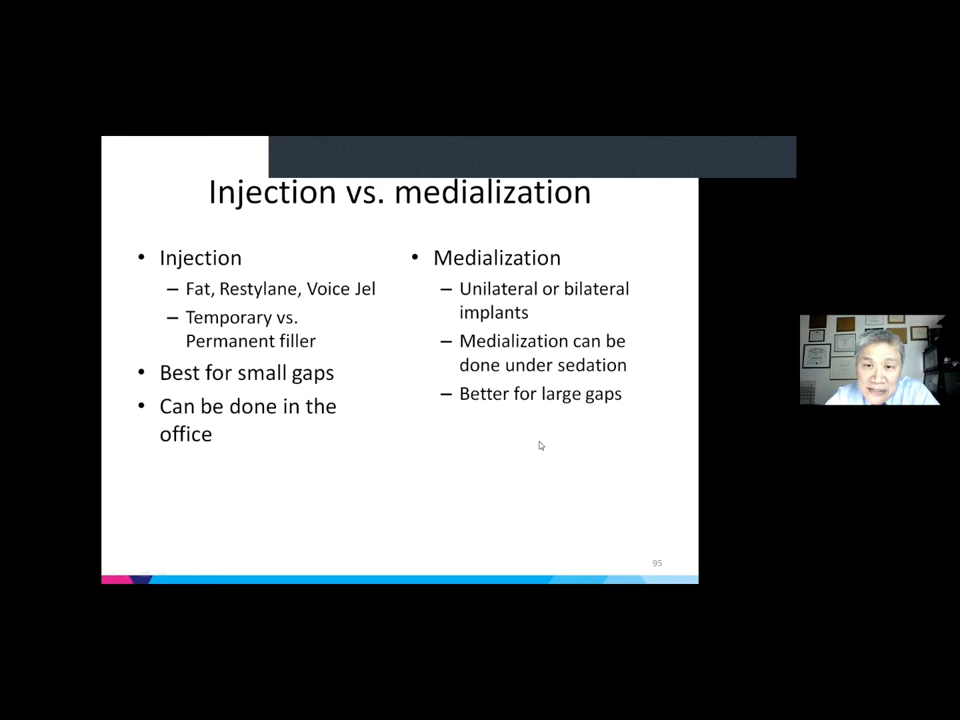 Injection vs. medialization
• Injection
– Fat, Restylane, Voice Jel
– Temporary vs.
Permanent filler
• Best for small gaps
• Can be done in the
office
• Medialization
– Unilateral or bilateral
implants
– Medialization can be
done under sedation
– Better for large gaps
95